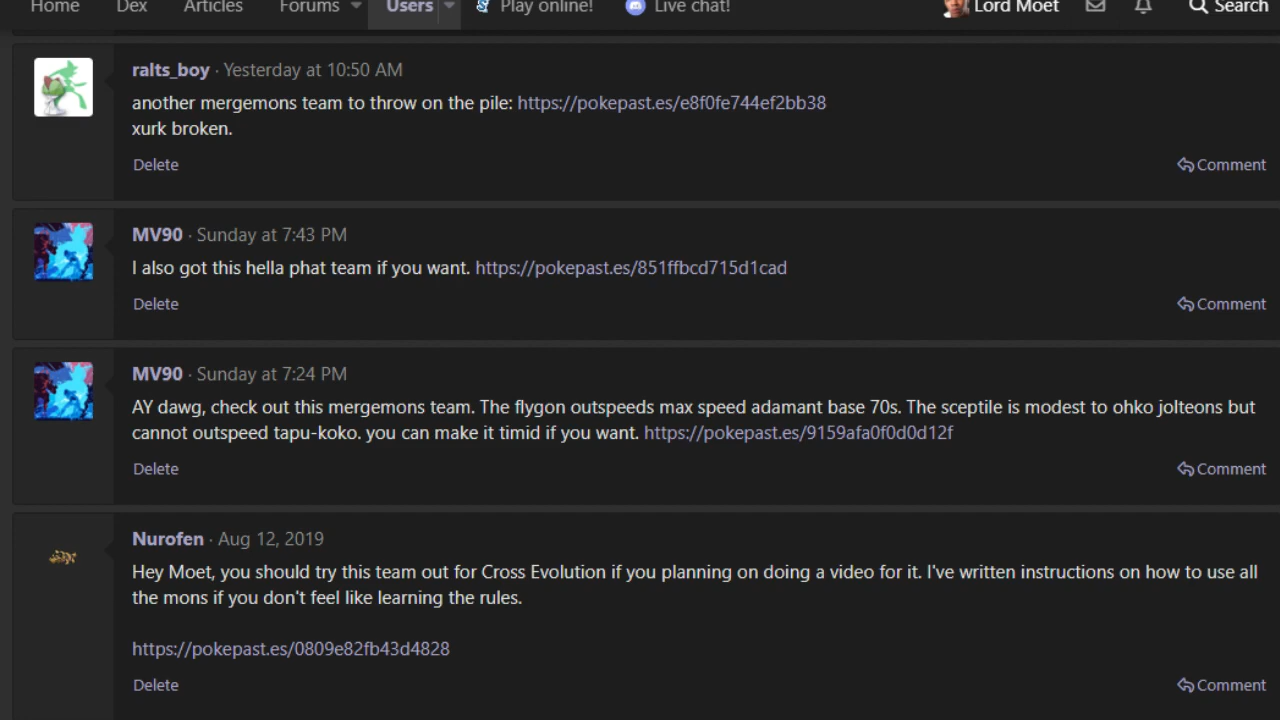 Home Dex Articles Forums Users Play online! Live chat! Lord Moet Search
ralts_boy · Yesterday at 10:50 AM
another mergemons team to throw on the pile: https://pokepast.es/e8f0fe744ef2bb38
xurk broken.
Delete Comment
MV90 · Sunday at 7:43 PM
I also got this hella phat team if you want. https://pokepast.es/851ffbcd715d1cad
Delete Comment
MV90 · Sunday at 7:24 PM
AY dawg, check out this mergemons team. The flygon outspeeds max speed adamant base 70s. The sceptile is modest to ohko jolteons but
cannot outspeed tapu-koko. you can make it timid if you want. https://pokepast.es/9159afa0f0d0d12f
Delete Comment
Nurofen · Aug 12, 2019
Hey Moet, you should try this team out for Cross Evolution if you planning on doing a video for it. I've written instructions on how to use all
the mons if you don't feel like learning the rules.
https://pokepast.es/0809e82fb43d4828
Delete Comment